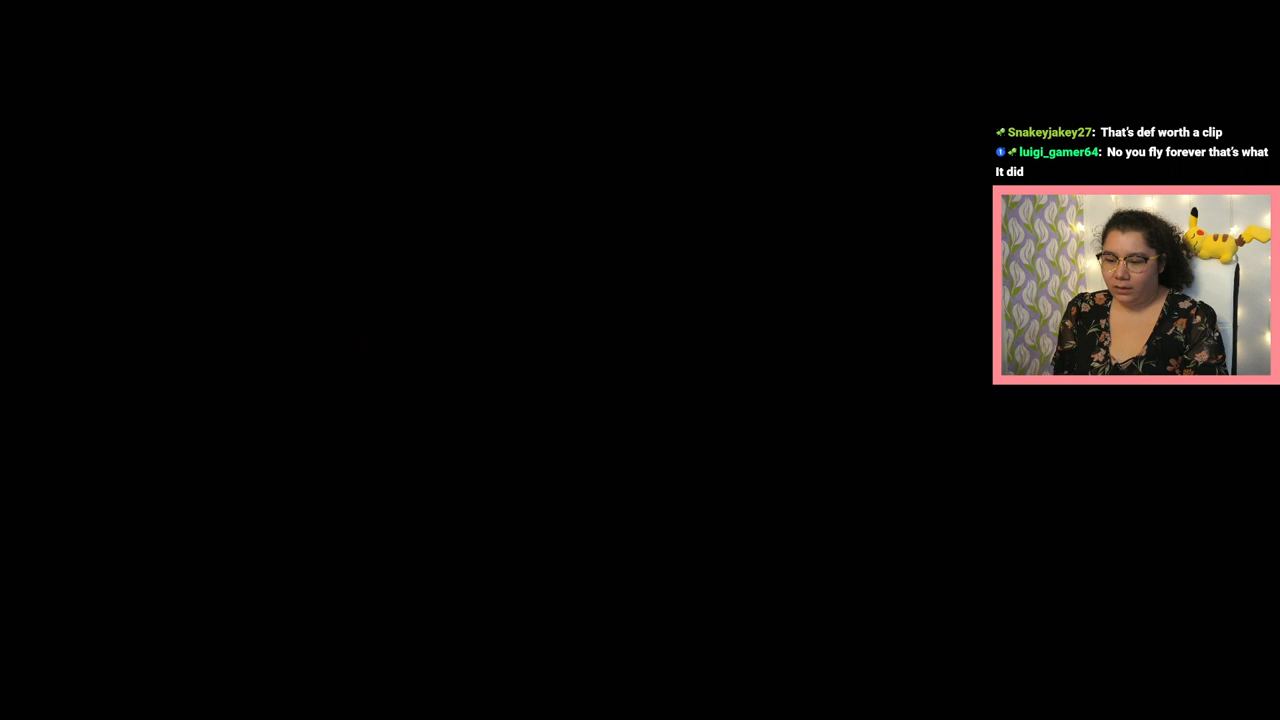 Snakeyjakey27: That's def worth a clip
luigi_gamer64: No you fly forever that's what
It did